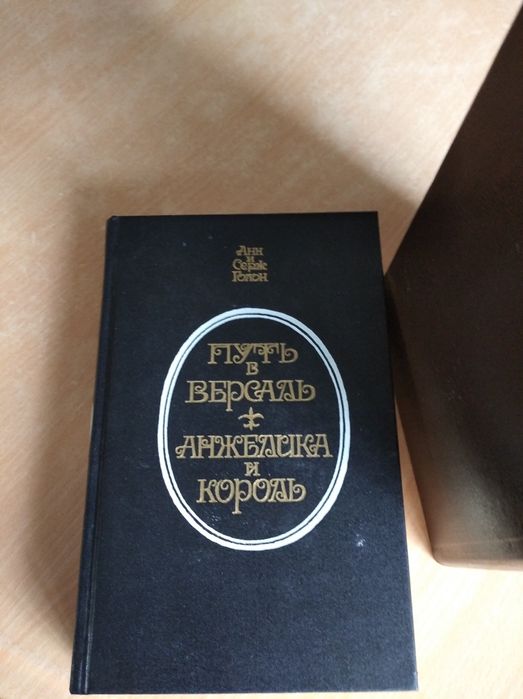 Анн
и
Серж
Голон
ПУТЬ
В
ВЕРСАЛЬ
АНЖЕЛИКА
И
КОРОЛЬ